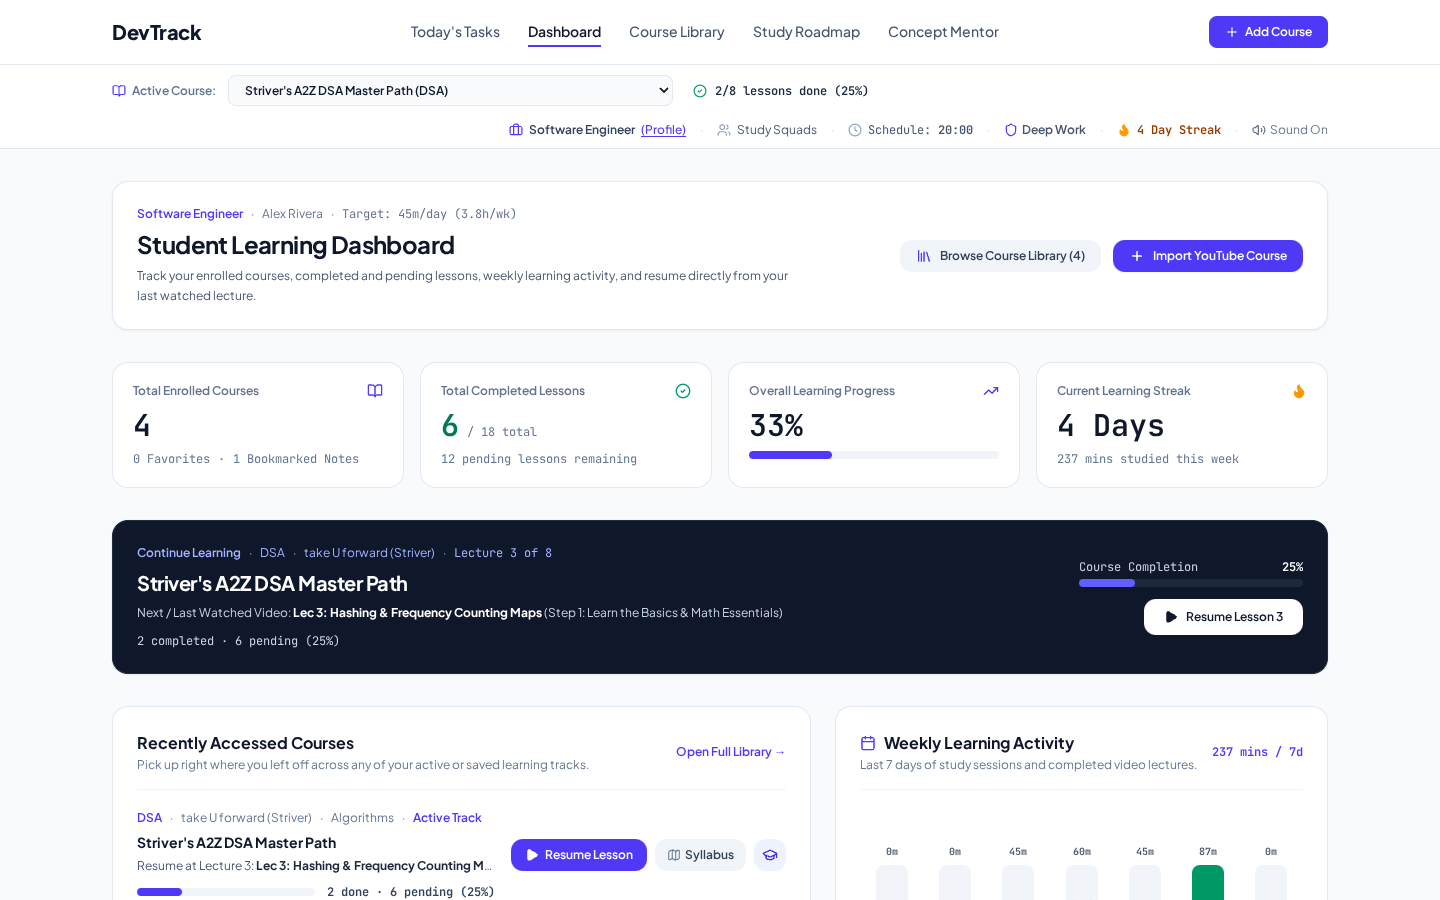 DevTrack
Today's Tasks
Dashboard
Course Library
Study Roadmap
Concept Mentor
Add Course
Active Course:
Striver's A2Z DSA Master Path (DSA)
2/8 lessons done (25%)
Software Engineer (Profile) · Study Squads · Schedule: 20:00 · Deep Work · 4 Day Streak · Sound On
Software Engineer · Alex Rivera · Target: 45m/day (3.8h/wk)
Student Learning Dashboard
Track your enrolled courses, completed and pending lessons, weekly learning activity, and resume directly from your
last watched lecture.
Browse Course Library (4)
Import YouTube Course
Total Enrolled Courses
4
0 Favorites · 1 Bookmarked Notes
Total Completed Lessons
6 / 18 total
12 pending lessons remaining
Overall Learning Progress
33%
Current Learning Streak
4 Days
237 mins studied this week
Continue Learning · DSA · take U forward (Striver) · Lecture 3 of 8
Striver's A2Z DSA Master Path
Next / Last Watched Video: Lec 3: Hashing & Frequency Counting Maps (Step 1: Learn the Basics & Math Essentials)
2 completed · 6 pending (25%)
Course Completion 25%
Resume Lesson 3
Recently Accessed Courses
Pick up right where you left off across any of your active or saved learning tracks.
Open Full Library →
DSA · take U forward (Striver) · Algorithms · Active Track
Striver's A2Z DSA Master Path
Resume at Lecture 3: Lec 3: Hashing & Frequency Counting M...
2 done · 6 pending (25%)
Resume Lesson
Syllabus
Weekly Learning Activity
Last 7 days of study sessions and completed video lectures.
237 mins / 7d
0m 0m 45m 60m 45m 87m 0m